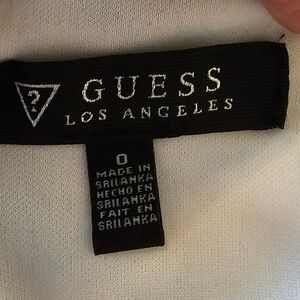 ?
GUESS
LOS ANGELES
0
MADE IN
SRILANKA
HECHO EN
SRILANKA
FAIT EN
SRILANKA